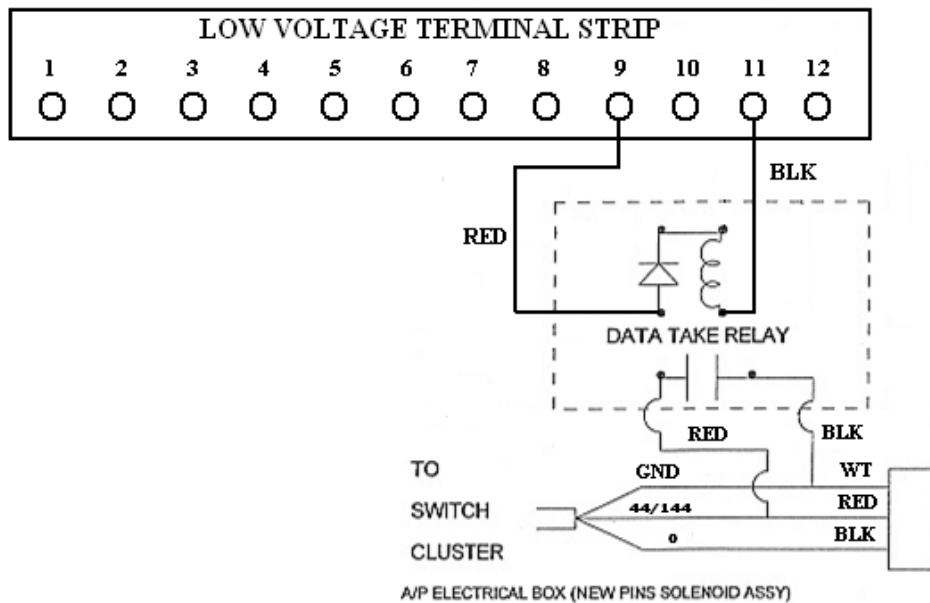 LOW VOLTAGE TERMINAL STRIP
1 2 3 4 5 6 7 8 9 10 11 12
BLK
RED
DATA TAKE RELAY
RED BLK
TO GND WT
SWITCH 44/144 RED
CLUSTER 0 BLK
A/P ELECTRICAL BOX (NEW PINS SOLENOID ASSY)